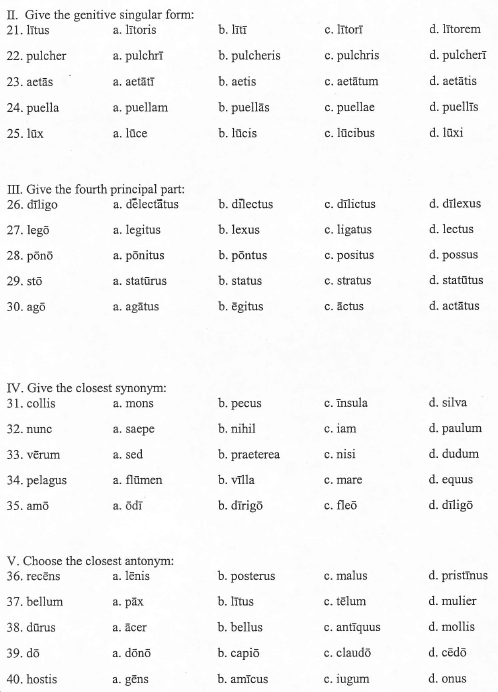 II. Give the genitive singular form:
21. lītus a. lītoris b. lītī c. lītorī d. lītorem
22. pulcher a. pulchrī b. pulcheris c. pulchris d. pulcherī
23. aetās a. aetātī b. aetis c. aetātum d. aetātis
24. puella a. puellam b. puellās c. puellae d. puellīs
25. lūx a. lūce b. lūcis c. lūcibus d. lūxi
III. Give the fourth principal part:
26. dīligo a. dēlectātus b. dīlectus c. dīlictus d. dīlexus
27. legō a. legitus b. lexus c. ligatus d. lectus
28. pōnō a. pōnitus b. pōntus c. positus d. possus
29. stō a. statūrus b. status c. stratus d. statūtus
30. agō a. agātus b. ēgitus c. āctus d. actātus
IV. Give the closest synonym:
31. collis a. mons b. pecus c. īnsula d. silva
32. nunc a. saepe b. nihil c. iam d. paulum
33. vērum a. sed b. praeterea c. nisi d. dudum
34. pelagus a. flūmen b. vīlla c. mare d. equus
35. amō a. ōdī b. dīrigō c. fleō d. dīligō
V. Choose the closest antonym:
36. recēns a. lēnis b. posterus c. malus d. pristīnus
37. bellum a. pāx b. lītus c. tēlum d. mulier
38. dūrus a. ācer b. bellus c. antīquus d. mollis
39. dō a. dōnō b. capiō c. claudō d. cēdō
40. hostis a. gēns b. amīcus c. iugum d. onus